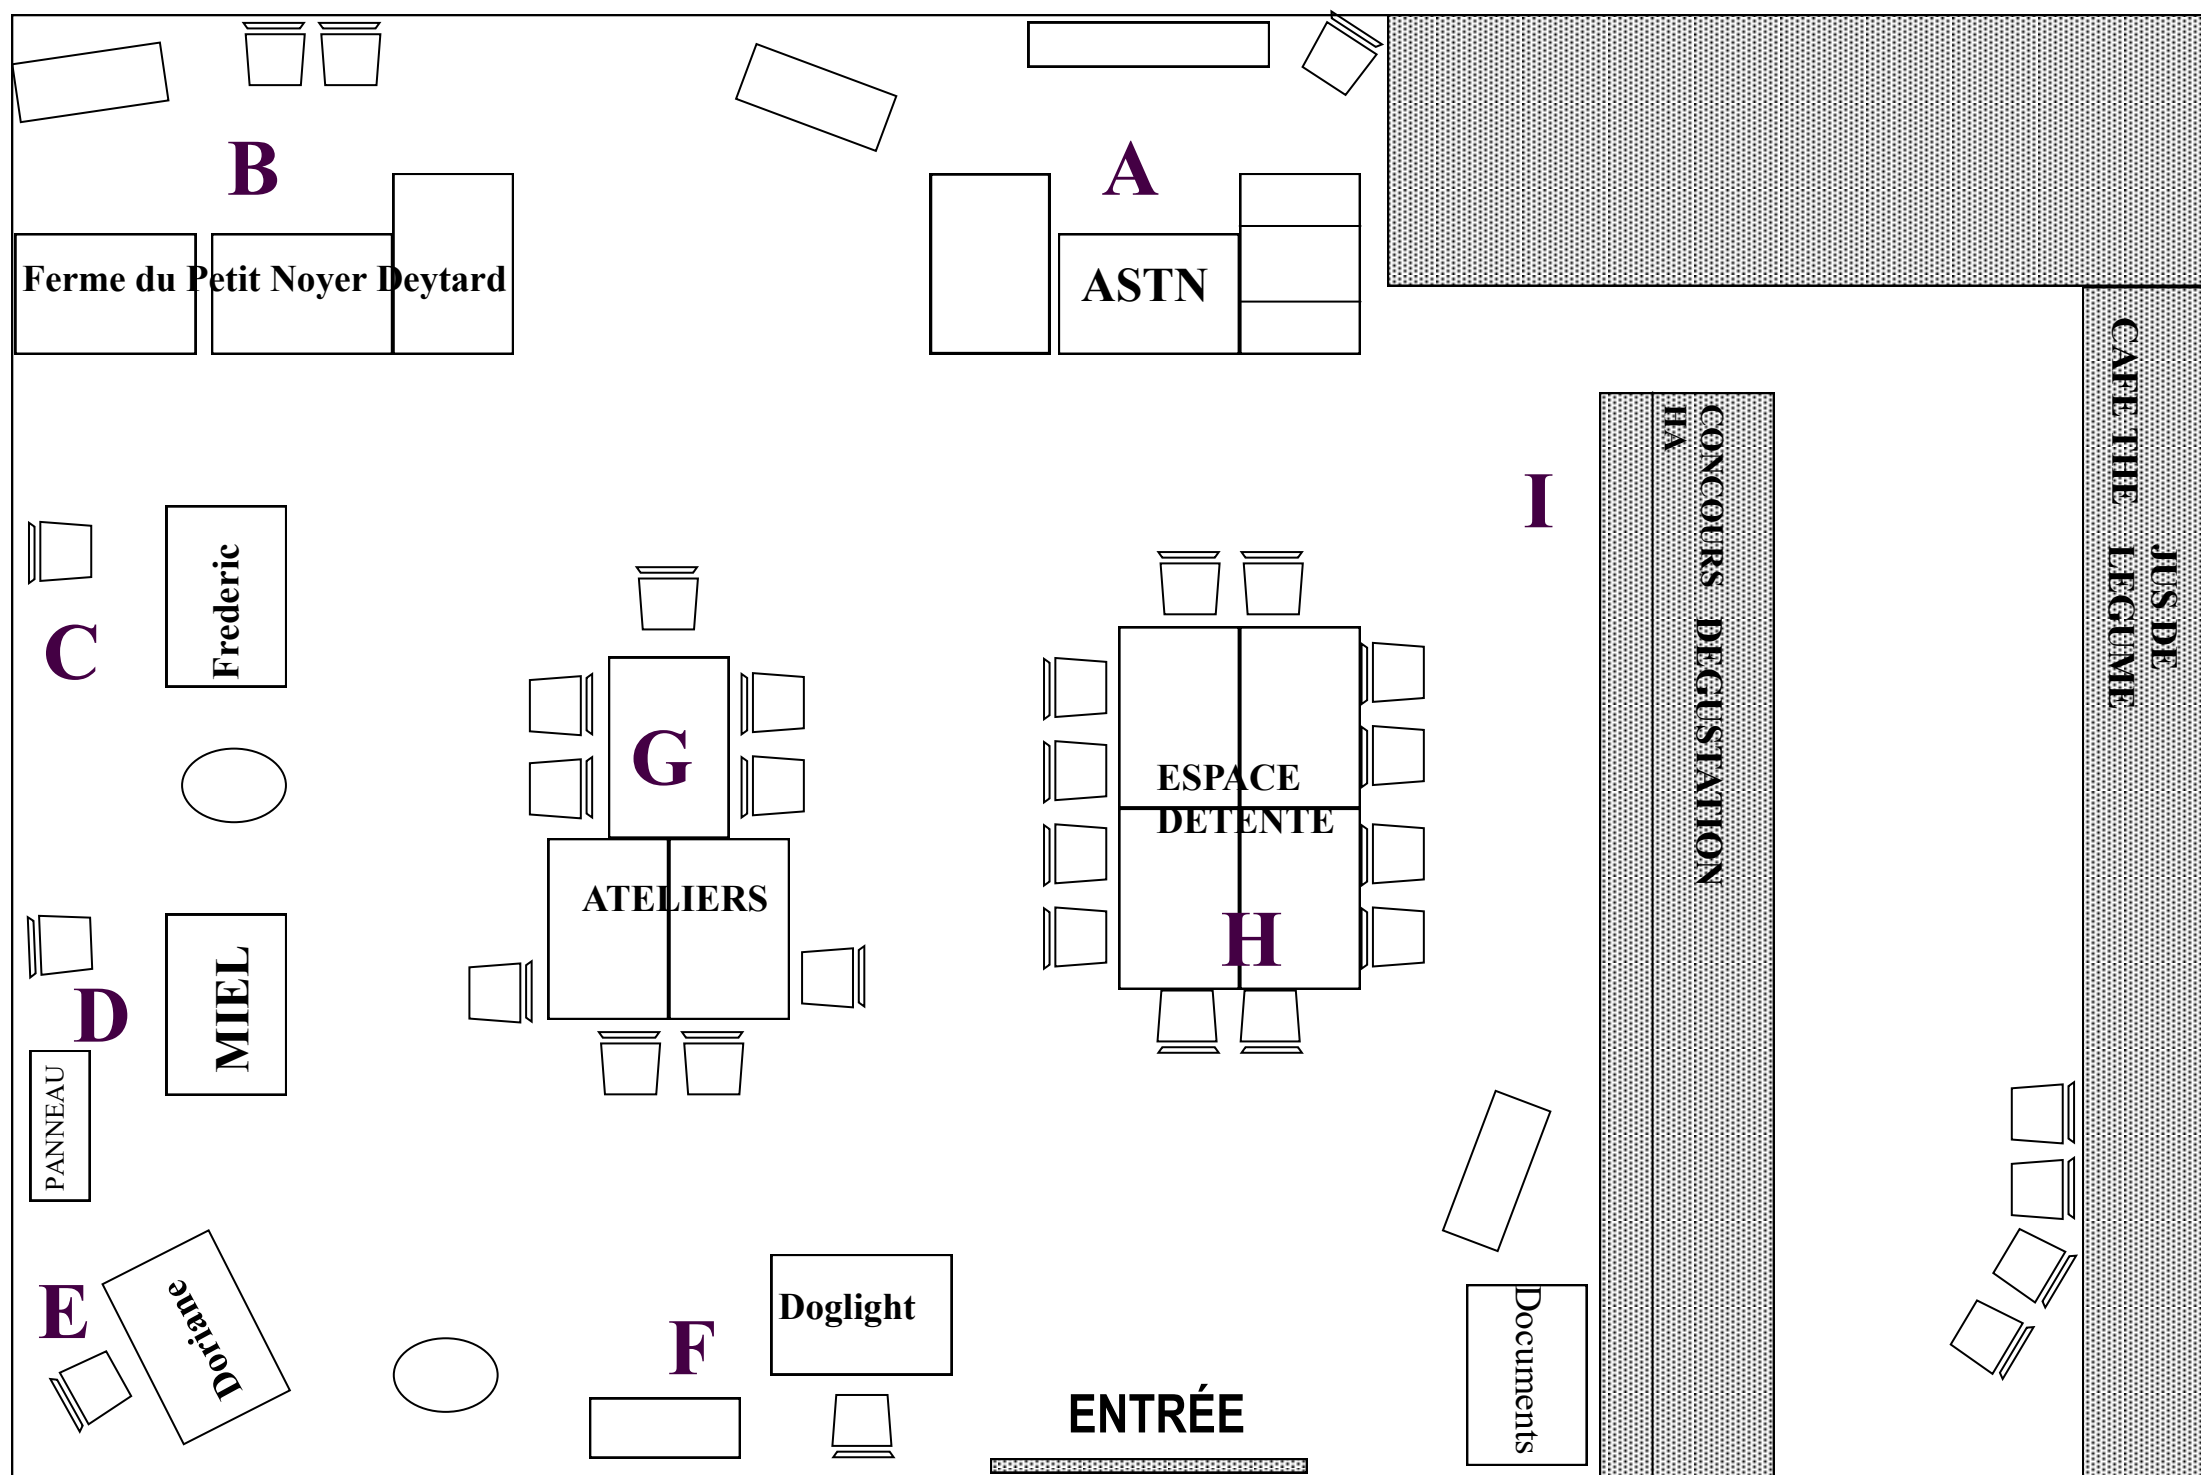 B
A
Ferme du Petit Noyer Deytard
ASTN
CAFE THE JUS DE
LEGUME
CONCOURS DEGUSTATION
HA
I
Frederic
C
G
ESPACE
DETENTE
ATELIERS
H
MIEL
D
PANNEAU
E
Doriane
F
Doglight
Documents
ENTRÉE